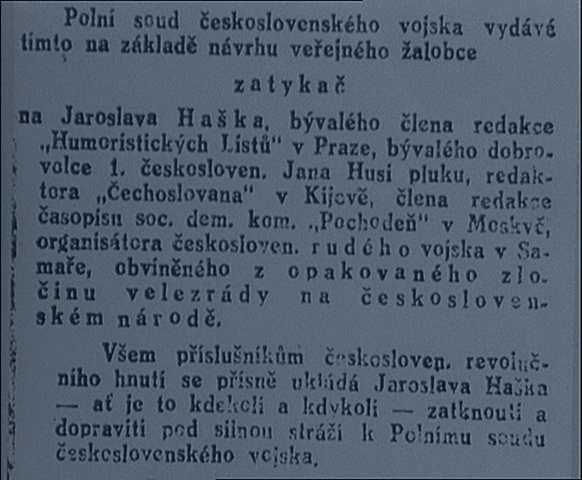 Polní soud československého vojska vydává
tímto na základě návrhu veřejného žalobce
zatykač
na Jaroslava Haška, bývalého člena redakce
„Humoristických Listů" v Praze, bývalého dobro-
volce 1. českosloven. Jana Husi pluku, redak-
tora „Čechoslovana" v Kijevě, člena redakce
časopisu soc. dem. kom. „Pochodeň" v Moskvě,
organisátora českosloven. rudého vojska v Sa-
maře, obviněného z opakovaného zlo-
činu velezrády na českosloven-
ském národě.
Všem příslušníkům českosloven. revoluč-
ního hnutí se přísně ukládá Jaroslava Haška
— ať je to kdekoli a kdykoli — zatknouti a
dopraviti pod silnou stráží k Polnímu soudu
československého vojska.